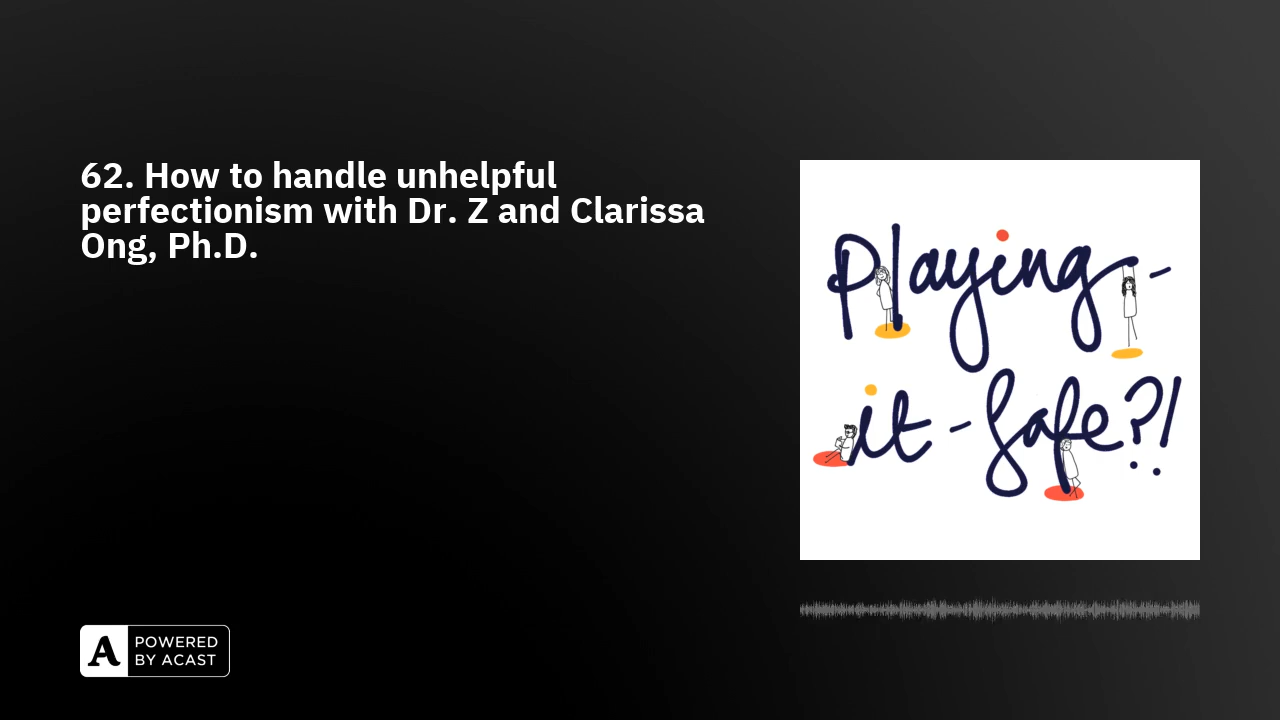 62. How to handle unhelpful
perfectionism with Dr. Z and Clarissa
Ong, Ph.D.
Playing-
it-Safe?!
A POWERED
BY ACAST